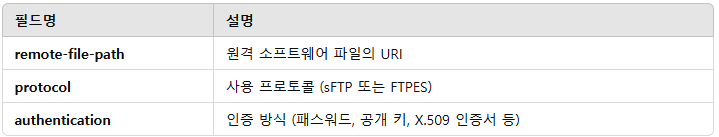 필드명 설명
remote-file-path 원격 소프트웨어 파일의 URI
protocol 사용 프로토콜 (sFTP 또는 FTPES)
authentication 인증 방식 (패스워드, 공개 키, X.509 인증서 등)